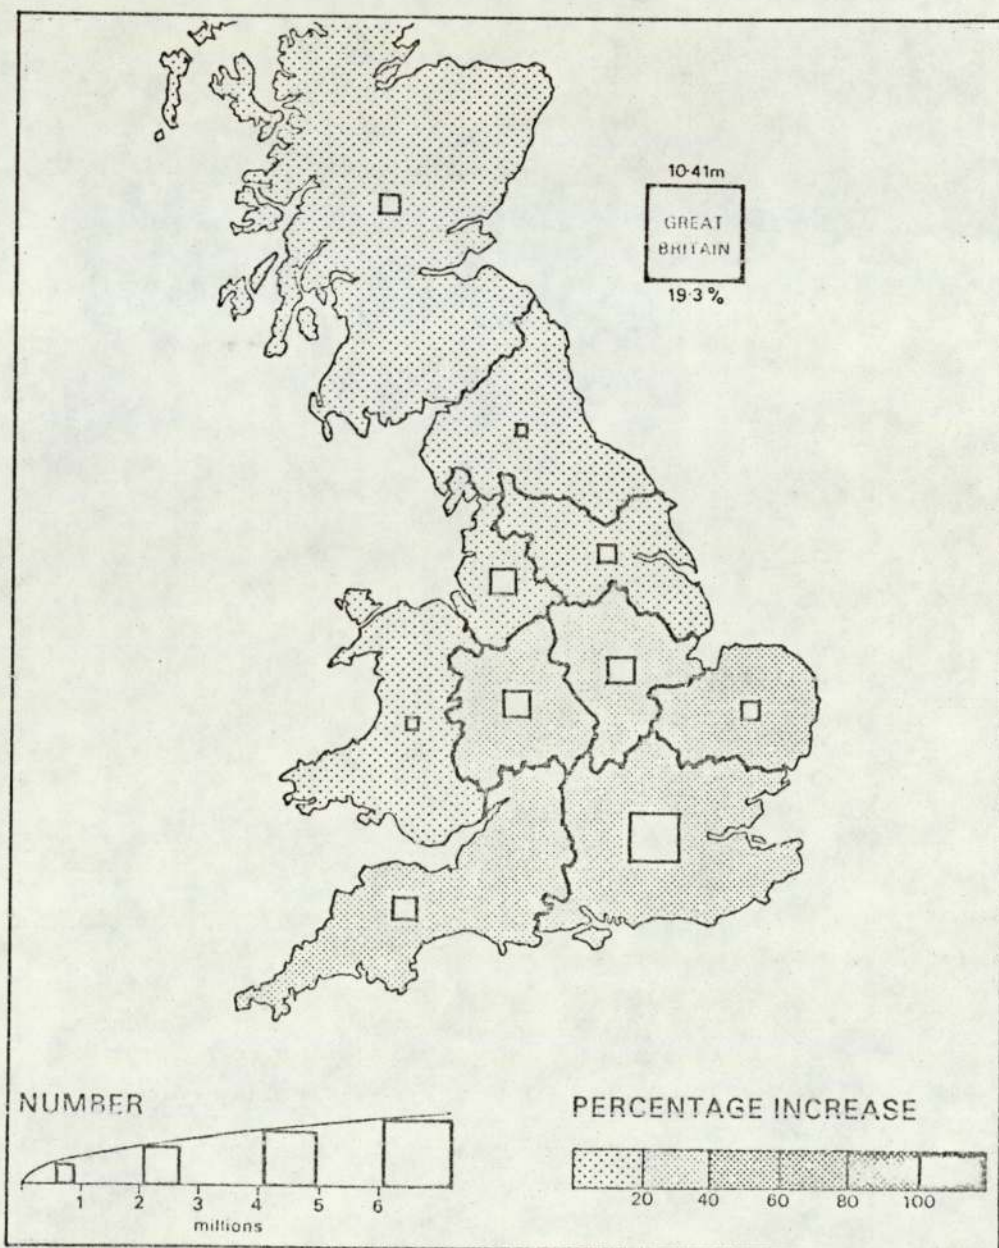 10·41m
GREAT
BRITAIN
19·3 %
NUMBER
1 2 3 4 5 6
millions
PERCENTAGE INCREASE
20 40 60 80 100